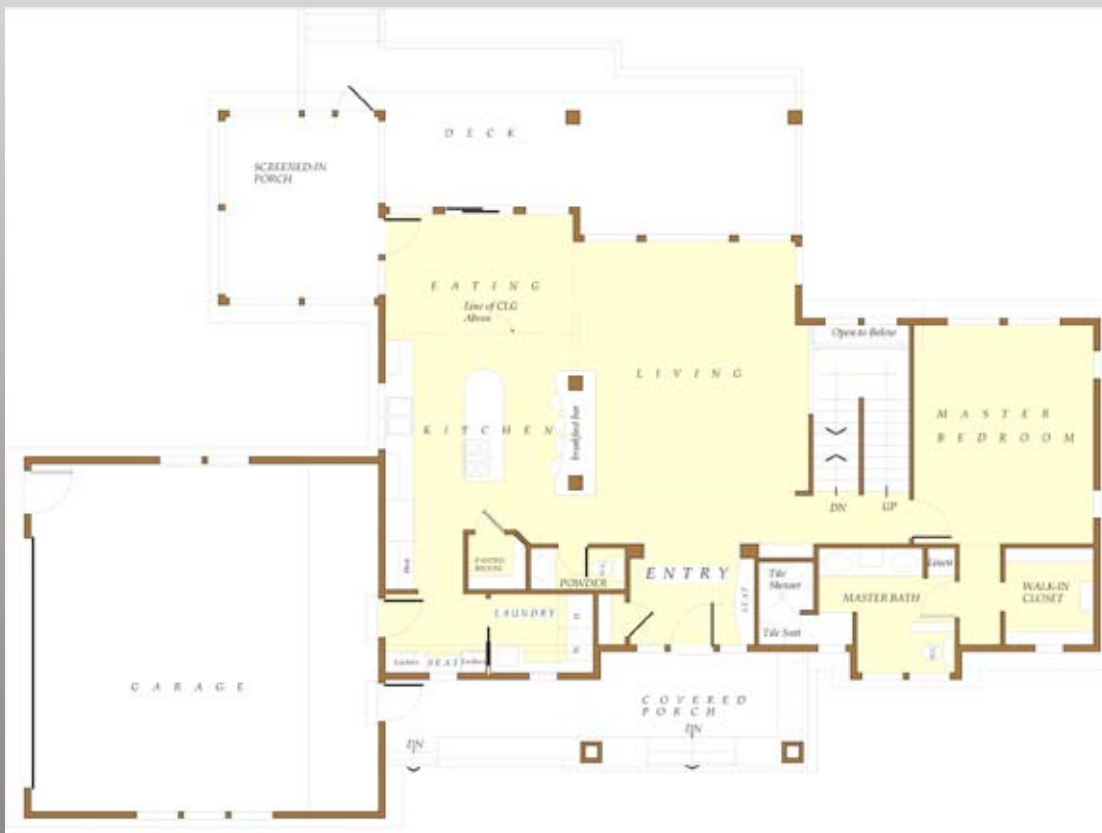 DECK
SCREENED-IN
PORCH
EATING
Line of CLG
Above
Open to Below
LIVING
MASTER
BEDROOM
KITCHEN
breakfast bar
DN
UP
Desk
POWDER
ENTRY
Tile
Shower
Linen
MASTER BATH
WALK-IN
CLOSET
SEAT
LAUNDRY
Tile Seat
SEAT
GARAGE
COVERED
PORCH
DN
DN